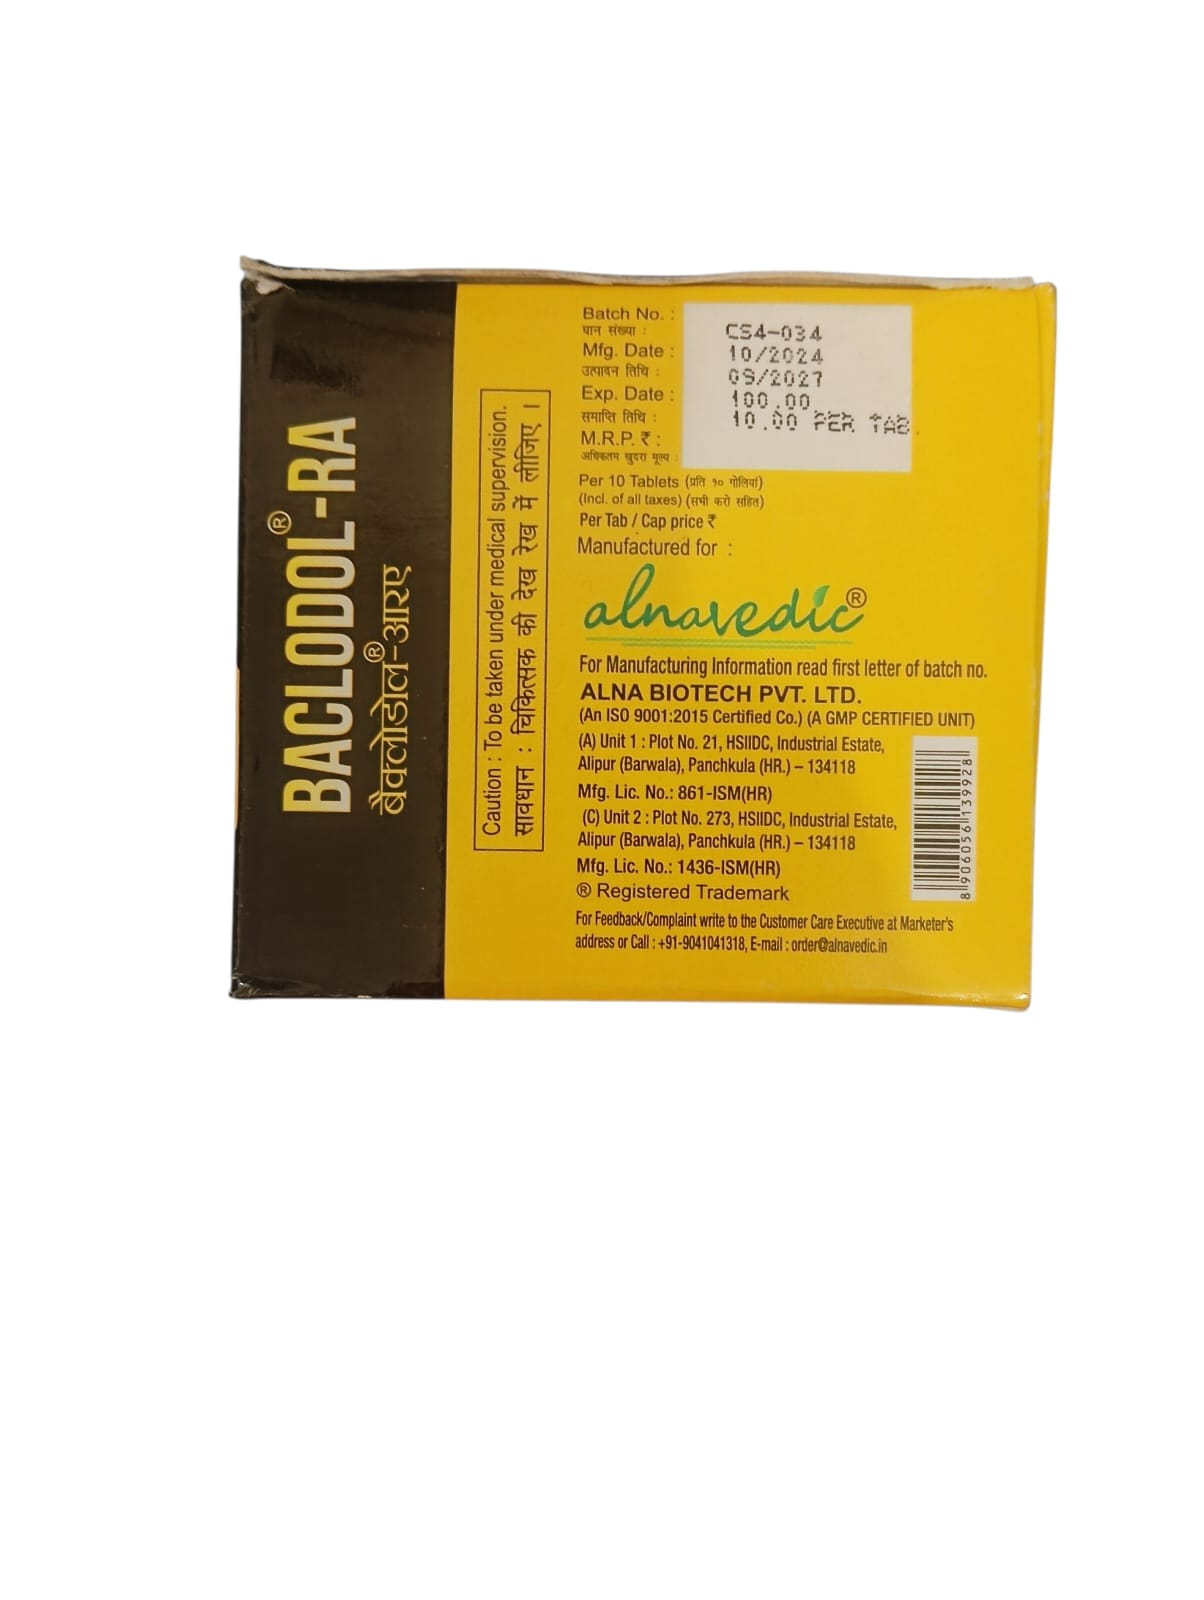 BACLODOL®-RA
बैक्लोडोल®-आरए
Caution : To be taken under medical supervision.
सावधान : चिकित्सक की देख रेख में लीजिए ।
Batch No. :
घान संख्या :
Mfg. Date :
उत्पादन तिथि :
Exp. Date :
समाप्ति तिथि :
M.R.P. ₹ :
अधिकतम खुदरा मूल्य :
CS4-034
10/2024
09/2027
100.00
10.00 PER TAB.
Per 10 Tablets (प्रति १० गोलियां)
(Incl. of all taxes) (सभी करो सहित)
Per Tab / Cap price ₹
Manufactured for :
alnavedic®
For Manufacturing Information read first letter of batch no.
ALNA BIOTECH PVT. LTD.
(An ISO 9001:2015 Certified Co.) (A GMP CERTIFIED UNIT)
(A) Unit 1 : Plot No. 21, HSIIDC, Industrial Estate,
Alipur (Barwala), Panchkula (HR.) – 134118
Mfg. Lic. No.: 861-ISM(HR)
(C) Unit 2 : Plot No. 273, HSIIDC, Industrial Estate,
Alipur (Barwala), Panchkula (HR.) – 134118
Mfg. Lic. No.: 1436-ISM(HR)
® Registered Trademark
For Feedback/Complaint write to the Customer Care Executive at Marketer's
address or Call : +91-9041041318, E-mail : order@alnavedic.in
8 906056 139928